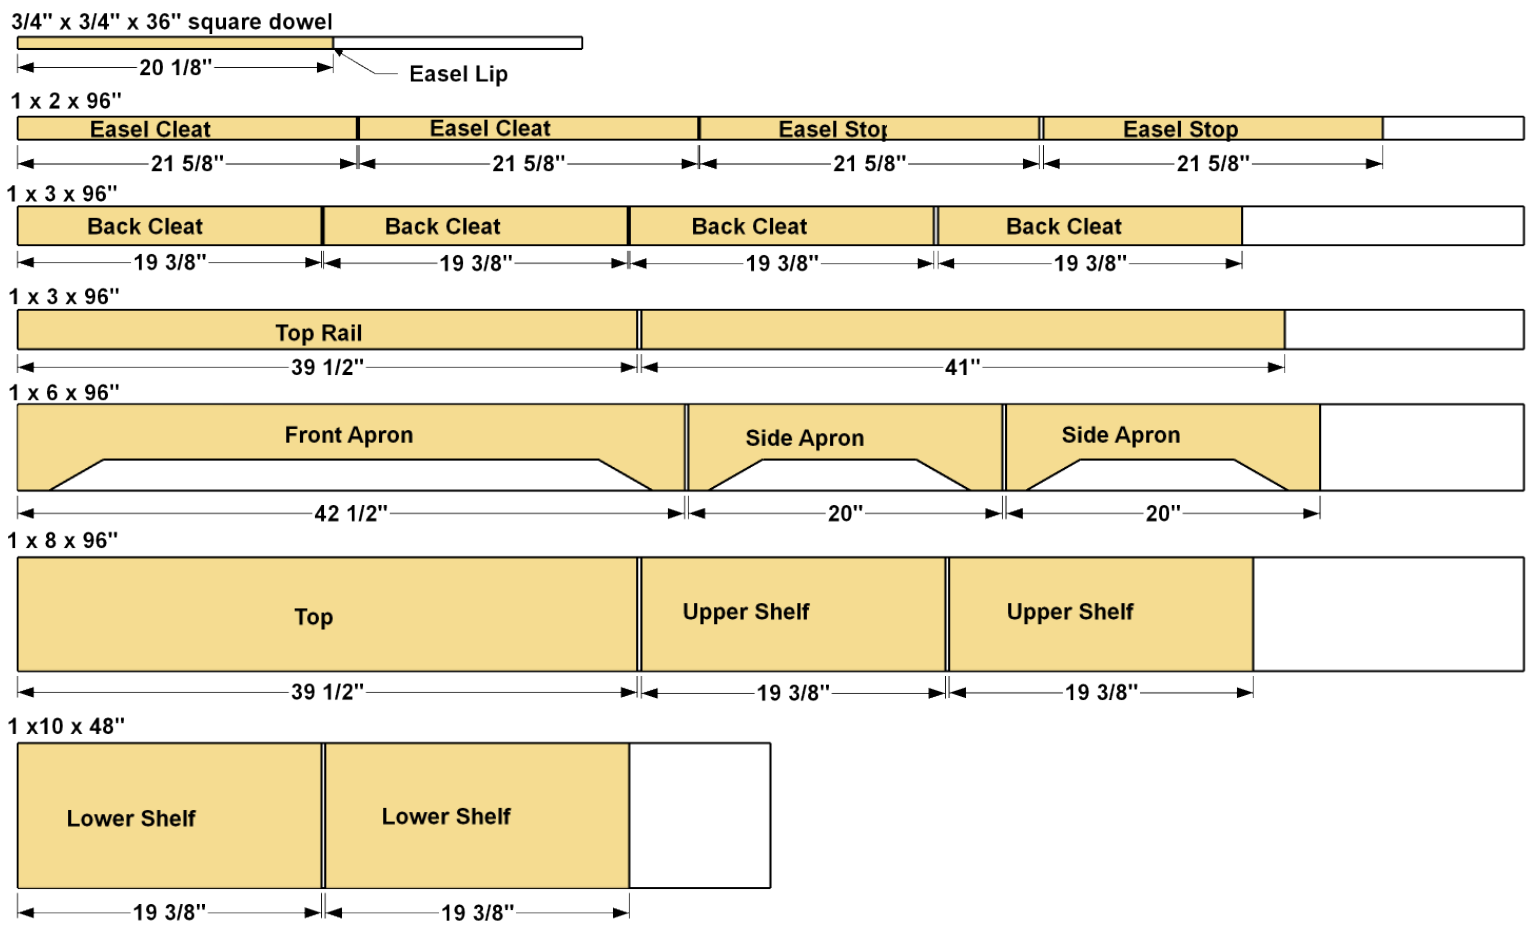 3/4" x 3/4" x 36" square dowel
20 1/8"
Easel Lip
1 x 2 x 96"
Easel Cleat Easel Cleat Easel Stop Easel Stop
21 5/8" 21 5/8" 21 5/8" 21 5/8"
1 x 3 x 96"
Back Cleat Back Cleat Back Cleat Back Cleat
19 3/8" 19 3/8" 19 3/8" 19 3/8"
1 x 3 x 96"
Top Rail
39 1/2" 41"
1 x 6 x 96"
Front Apron Side Apron Side Apron
42 1/2" 20" 20"
1 x 8 x 96"
Top Upper Shelf Upper Shelf
39 1/2" 19 3/8" 19 3/8"
1 x10 x 48"
Lower Shelf Lower Shelf
19 3/8" 19 3/8"